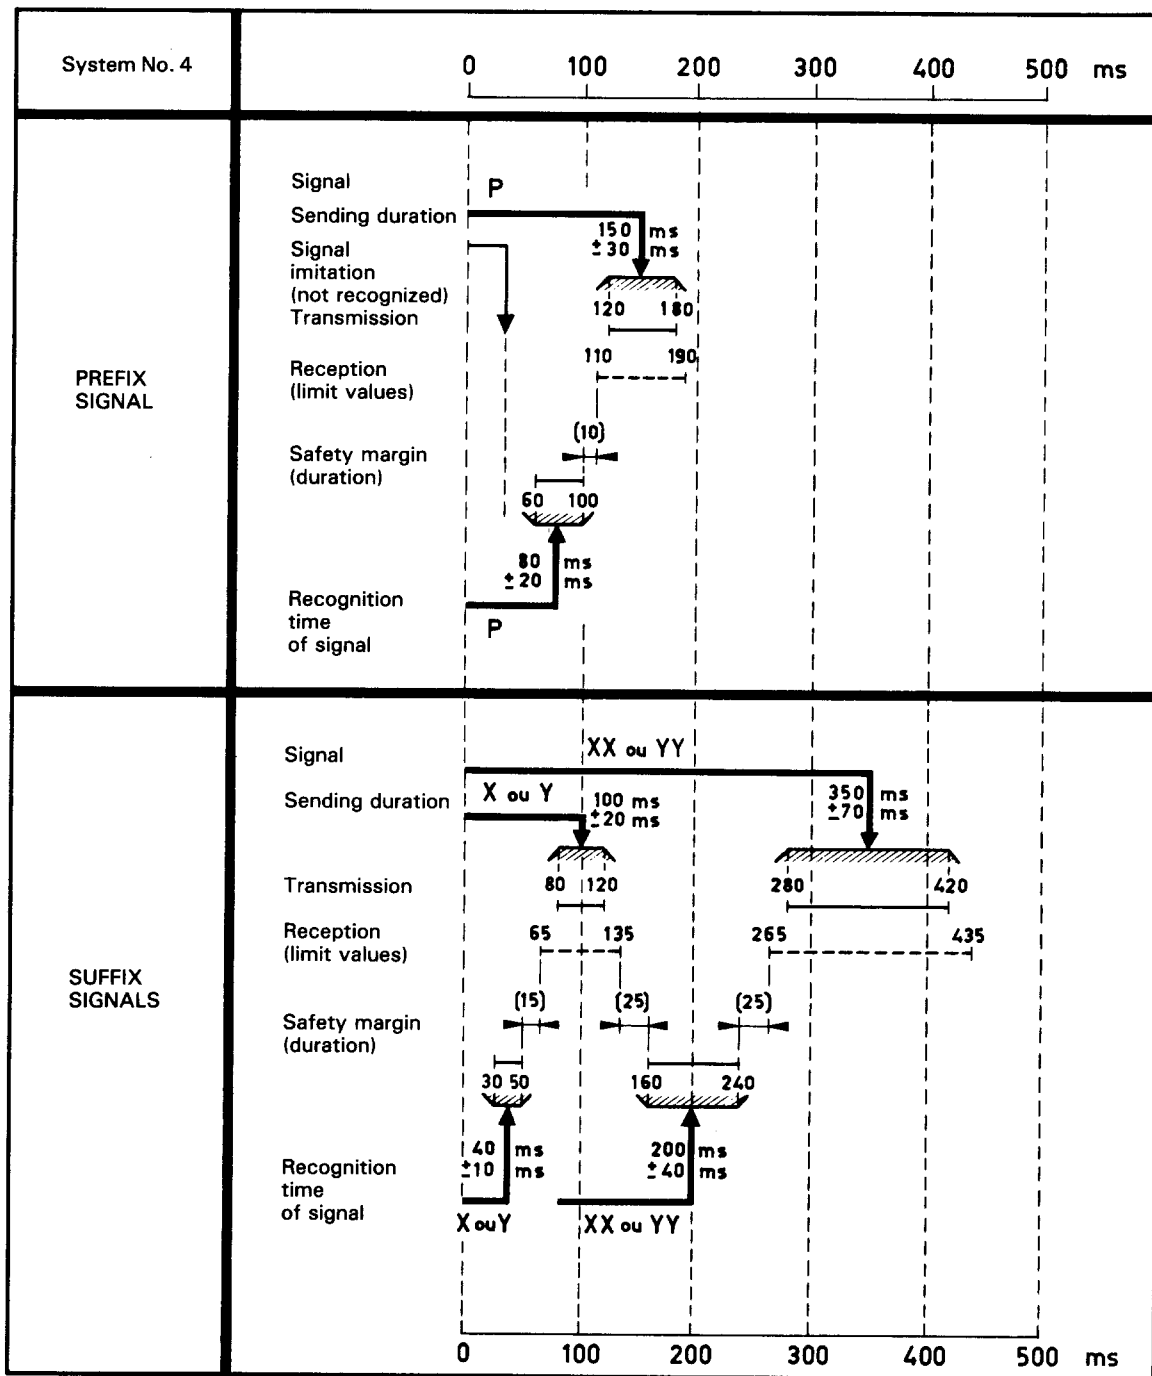 System No. 4
0 100 200 300 400 500 ms
PREFIX
SIGNAL
Signal
P
Sending duration
150 ms
±30 ms
Signal
imitation
(not recognized)
Transmission
120 180
Reception
(limit values)
110 190
Safety margin
(duration)
(10)
60 100
80 ms
±20 ms
Recognition
time
of signal
P
SUFFIX
SIGNALS
Signal
XX ou YY
Sending duration
X ou Y
100 ms
±20 ms
350 ms
±70 ms
Transmission
80 120 280 420
Reception
(limit values)
65 135 265 435
Safety margin
(duration)
(15) (25) (25)
30 50 160 240
40 ms
±10 ms
200 ms
±40 ms
Recognition
time
of signal
X ou Y
XX ou YY
0 100 200 300 400 500 ms